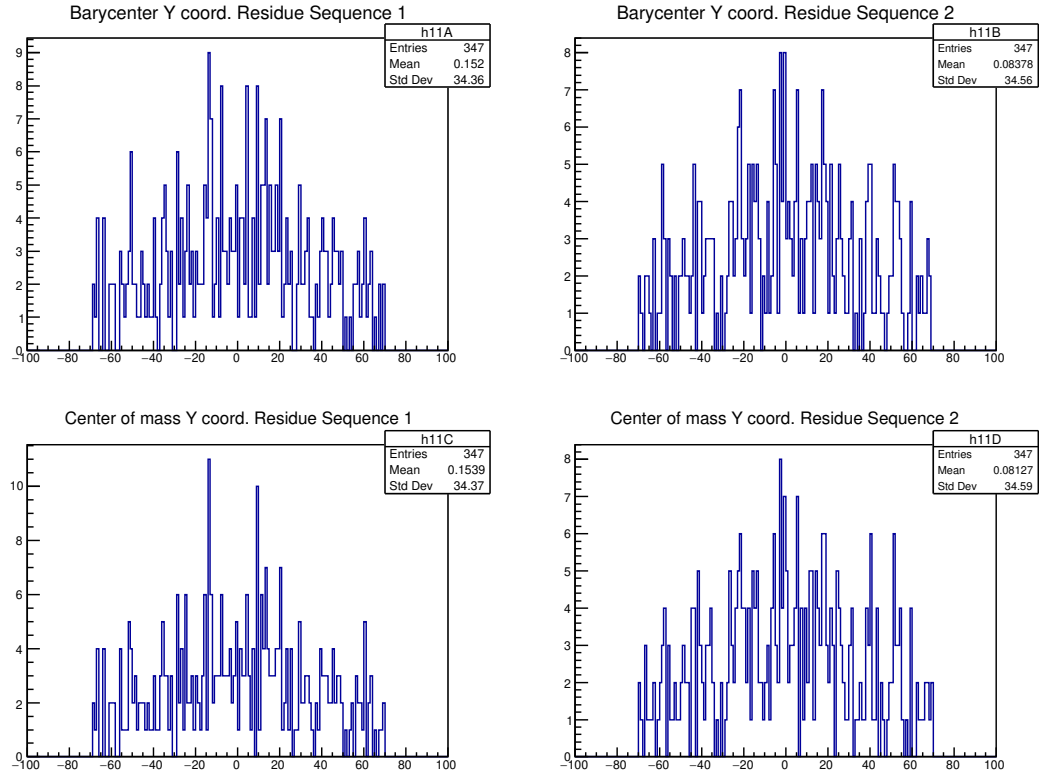 Barycenter Y coord. Residue Sequence 1
h11A
Entries 347
Mean 0.152
Std Dev 34.36
9
8
7
6
5
4
3
2
1
0
−100 −80 −60 −40 −20 0 20 40 60 80 100
Barycenter Y coord. Residue Sequence 2
h11B
Entries 347
Mean 0.08378
Std Dev 34.56
8
7
6
5
4
3
2
1
0
−100 −80 −60 −40 −20 0 20 40 60 80 100
Center of mass Y coord. Residue Sequence 1
h11C
Entries 347
Mean 0.1539
Std Dev 34.37
10
8
6
4
2
0
−100 −80 −60 −40 −20 0 20 40 60 80 100
Center of mass Y coord. Residue Sequence 2
h11D
Entries 347
Mean 0.08127
Std Dev 34.59
8
7
6
5
4
3
2
1
0
−100 −80 −60 −40 −20 0 20 40 60 80 100